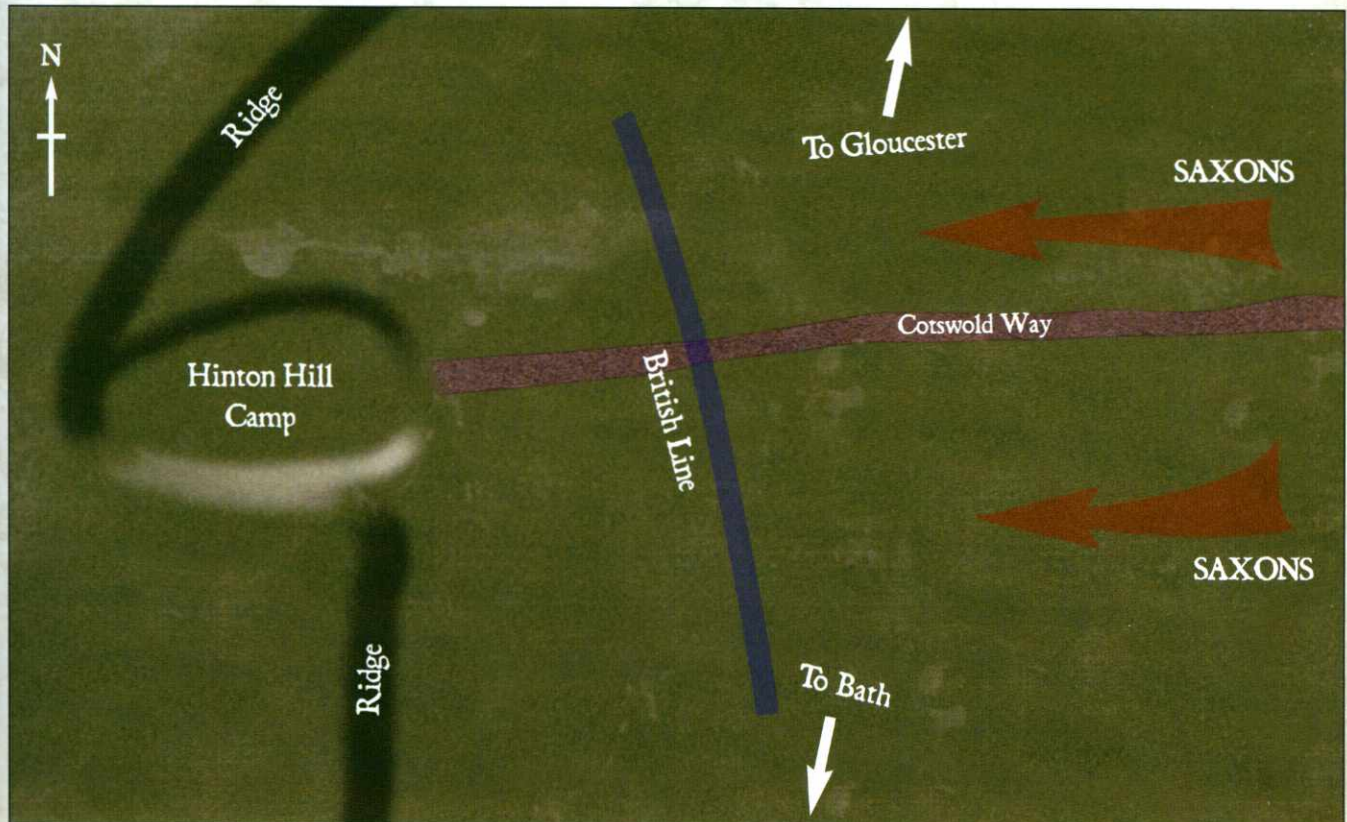 N
Ridge
To Gloucester
SAXONS
Cotswold Way
Hinton Hill
Camp
British Line
SAXONS
Ridge
To Bath